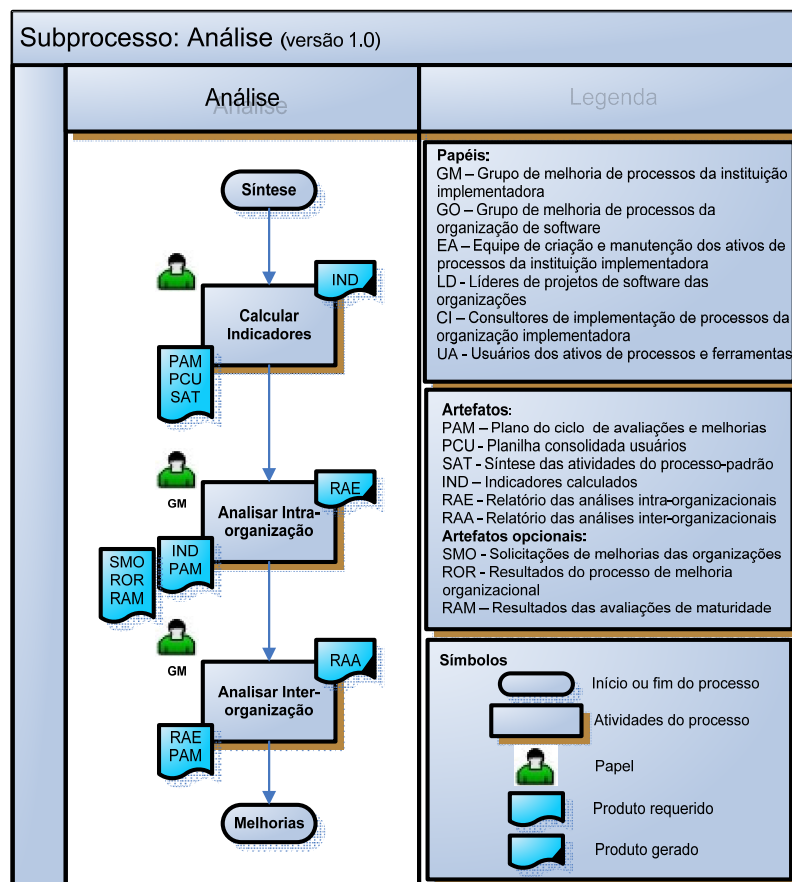 Subprocesso: Análise (versão 1.0)
Análise
Síntese
IND
Calcular
Indicadores
PAM
PCU
SAT
GM
RAE
Analisar Intra-
organização
SMO
ROR
RAM
IND
PAM
GM
RAA
Analisar Inter-
organização
RAE
PAM
Melhorias
Legenda
Papéis:
GM – Grupo de melhoria de processos da instituição
implementadora
GO – Grupo de melhoria de processos da
organização de software
EA – Equipe de criação e manutenção dos ativos de
processos da instituição implementadora
LD - Líderes de projetos de software das
organizações
CI – Consultores de implementação de processos da
organização implementadora
UA - Usuários dos ativos de processos e ferramentas
Artefatos:
PAM – Plano do ciclo de avaliações e melhorias
PCU - Planilha consolidada usuários
SAT – Síntese das atividades do processo-padrão
IND – Indicadores calculados
RAE – Relatório das análises intra-organizacionais
RAA – Relatório das análises inter-organizacionais
Artefatos opcionais:
SMO - Solicitações de melhorias das organizações
ROR - Resultados do processo de melhoria
organizacional
RAM – Resultados das avaliações de maturidade
Símbolos
Início ou fim do processo
Atividades do processo
Papel
Produto requerido
Produto gerado